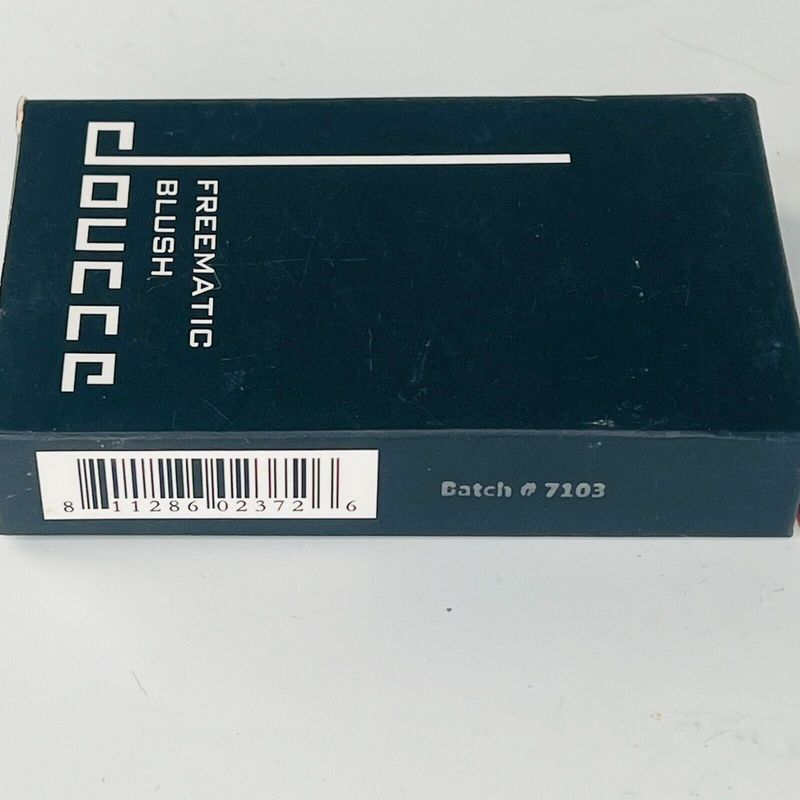 doucce
FREEMATIC
BLUSH
8 11286 02372 6
Batch # 7103